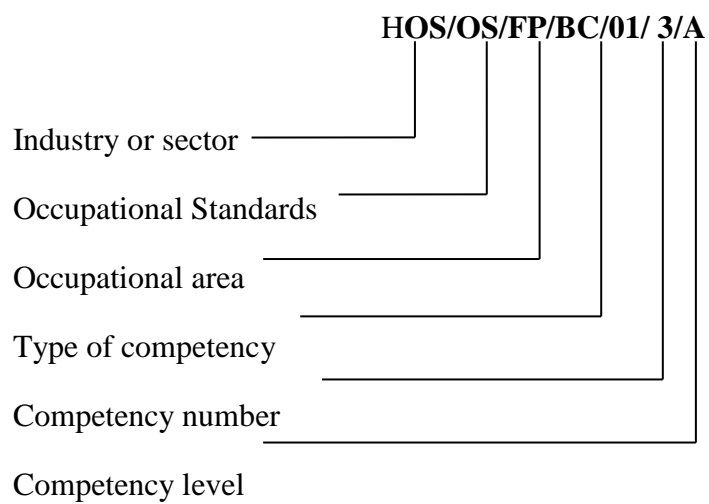 HOS/OS/FP/BC/01/ 3/A
Industry or sector
Occupational Standards
Occupational area
Type of competency
Competency number
Competency level